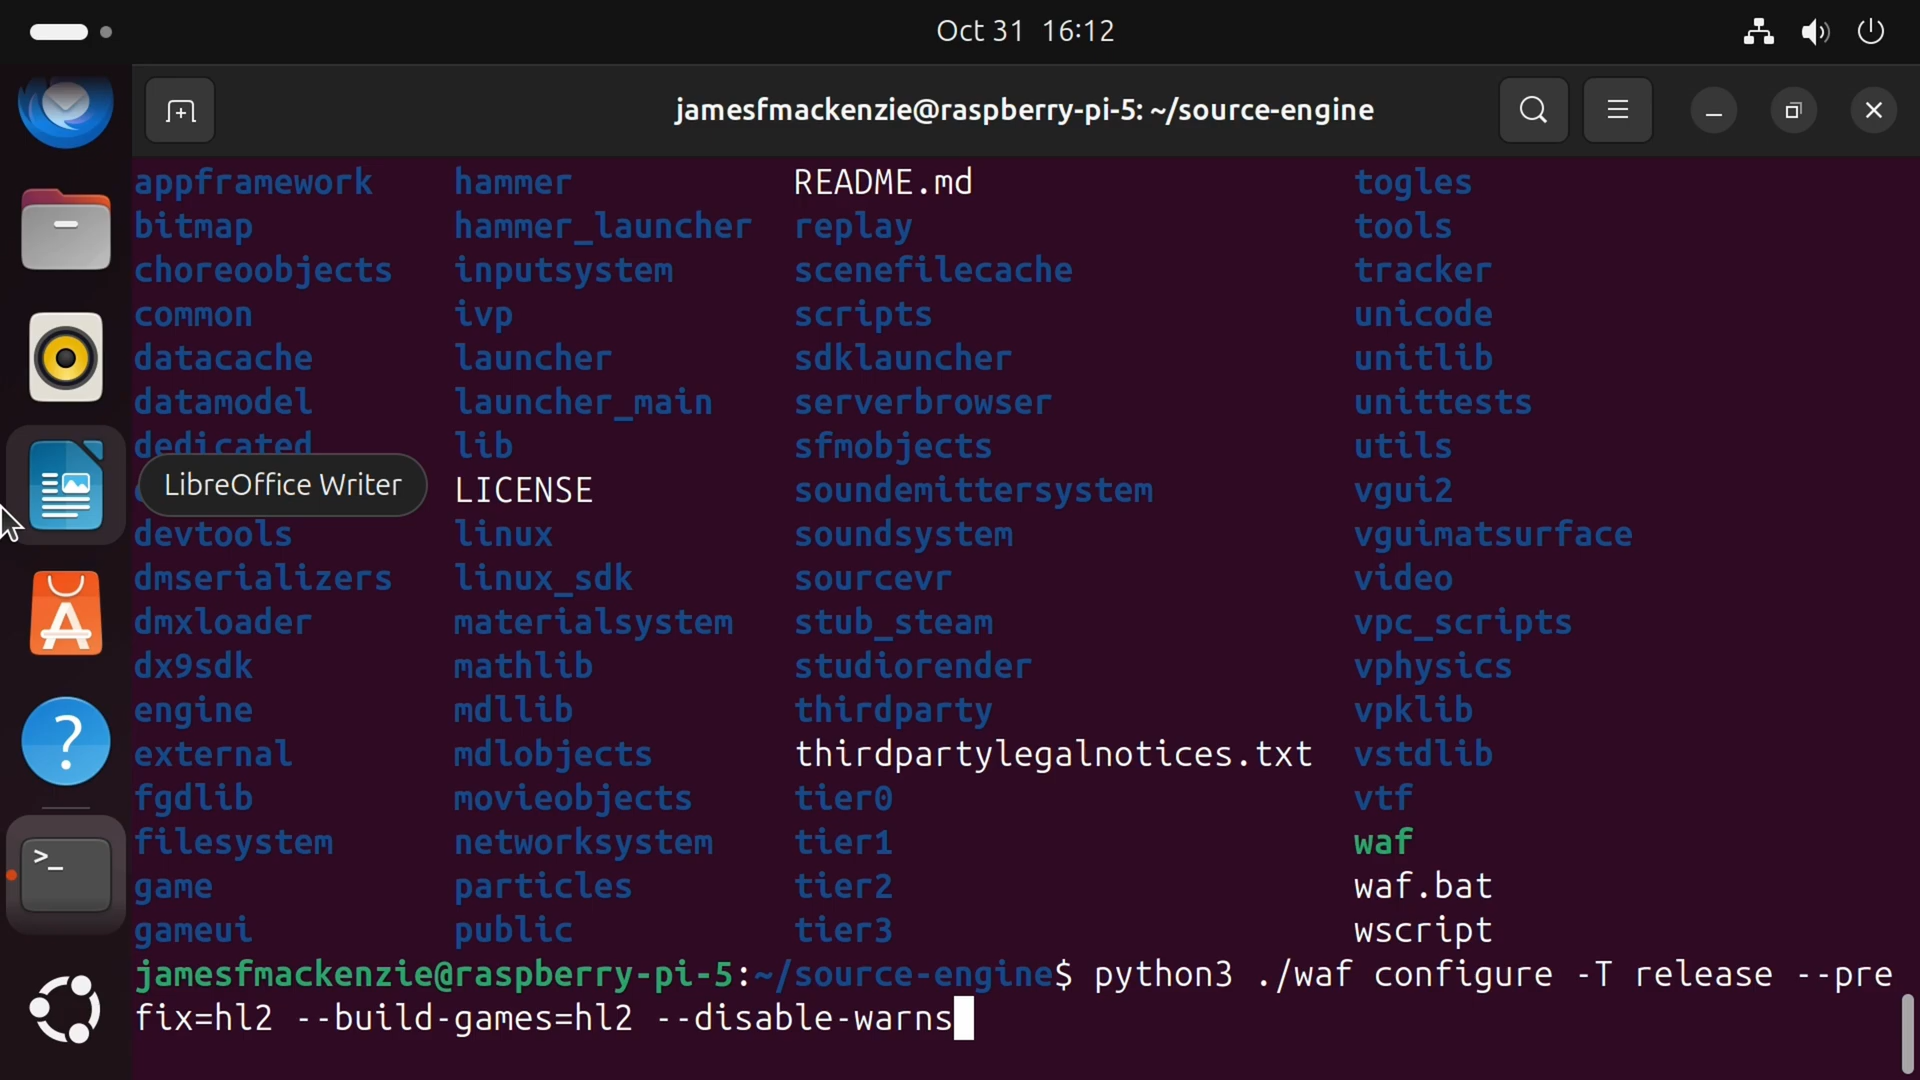 Oct 31 16:12
jamesfmackenzie@raspberry-pi-5: ~/source-engine
appframework hammer README.md togles
bitmap hammer_launcher replay tools
choreoobjects inputsystem scenefilecache tracker
common ivp scripts unicode
datacache launcher sdklauncher unitlib
datamodel launcher_main serverbrowser unittests
dedicated lib sfmobjects utils
LibreOffice Writer LICENSE soundemittersystem vgui2
devtools linux soundsystem vguimatsurface
dmserializers linux_sdk sourcevr video
dmxloader materialsystem stub_steam vpc_scripts
dx9sdk mathlib studiorender vphysics
engine mdllib thirdparty vpklib
external mdlobjects thirdpartylegalnotices.txt vstdlib
fgdlib movieobjects tier0 vtf
filesystem networksystem tier1 waf
game particles tier2 waf.bat
gameui public tier3 wscript
jamesfmackenzie@raspberry-pi-5:~/source-engine$ python3 ./waf configure -T release --pre
fix=hl2 --build-games=hl2 --disable-warns